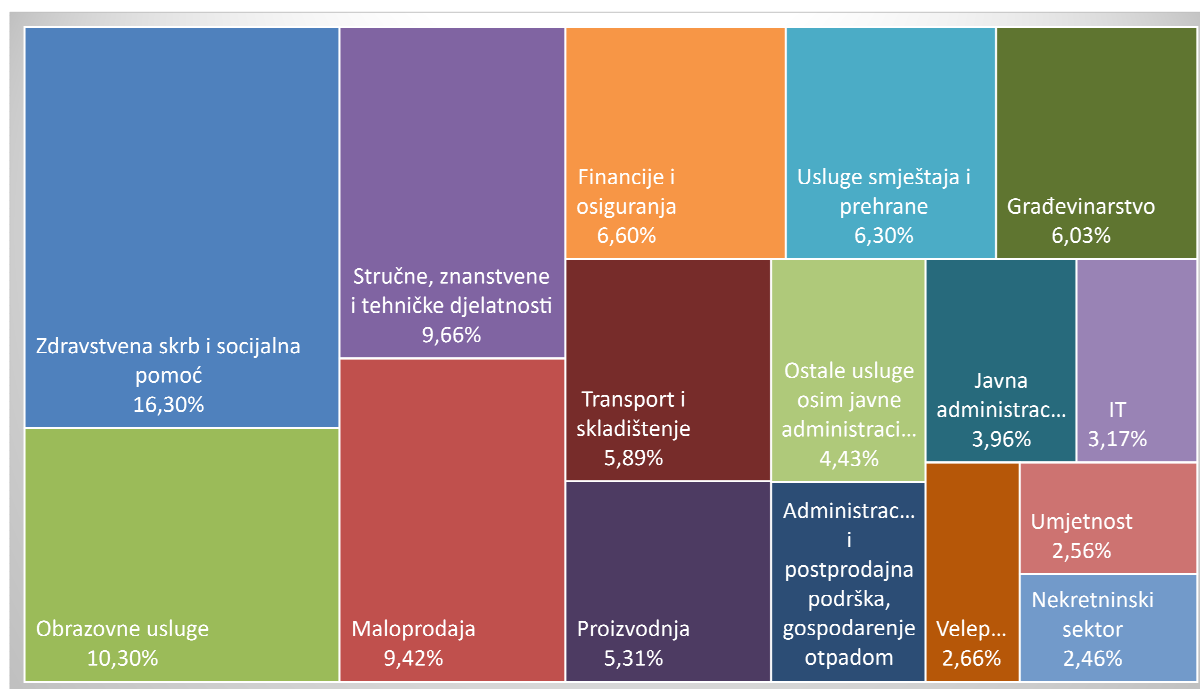 Zdravstvena skrb i socijalna
pomoć
16,30%
Obrazovne usluge
10,30%
Stručne, znanstvene
i tehničke djelatnosti
9,66%
Maloprodaja
9,42%
Financije i
osiguranja
6,60%
Usluge smještaja i
prehrane
6,30%
Građevinarstvo
6,03%
Transport i
skladištenje
5,89%
Proizvodnja
5,31%
Ostale usluge
osim javne
administraci...
4,43%
Administrac...
i
postprodajna
podrška,
gospodarenje
otpadom
Javna
administrac...
3,96%
IT
3,17%
Velep...
2,66%
Umjetnost
2,56%
Nekretninski
sektor
2,46%